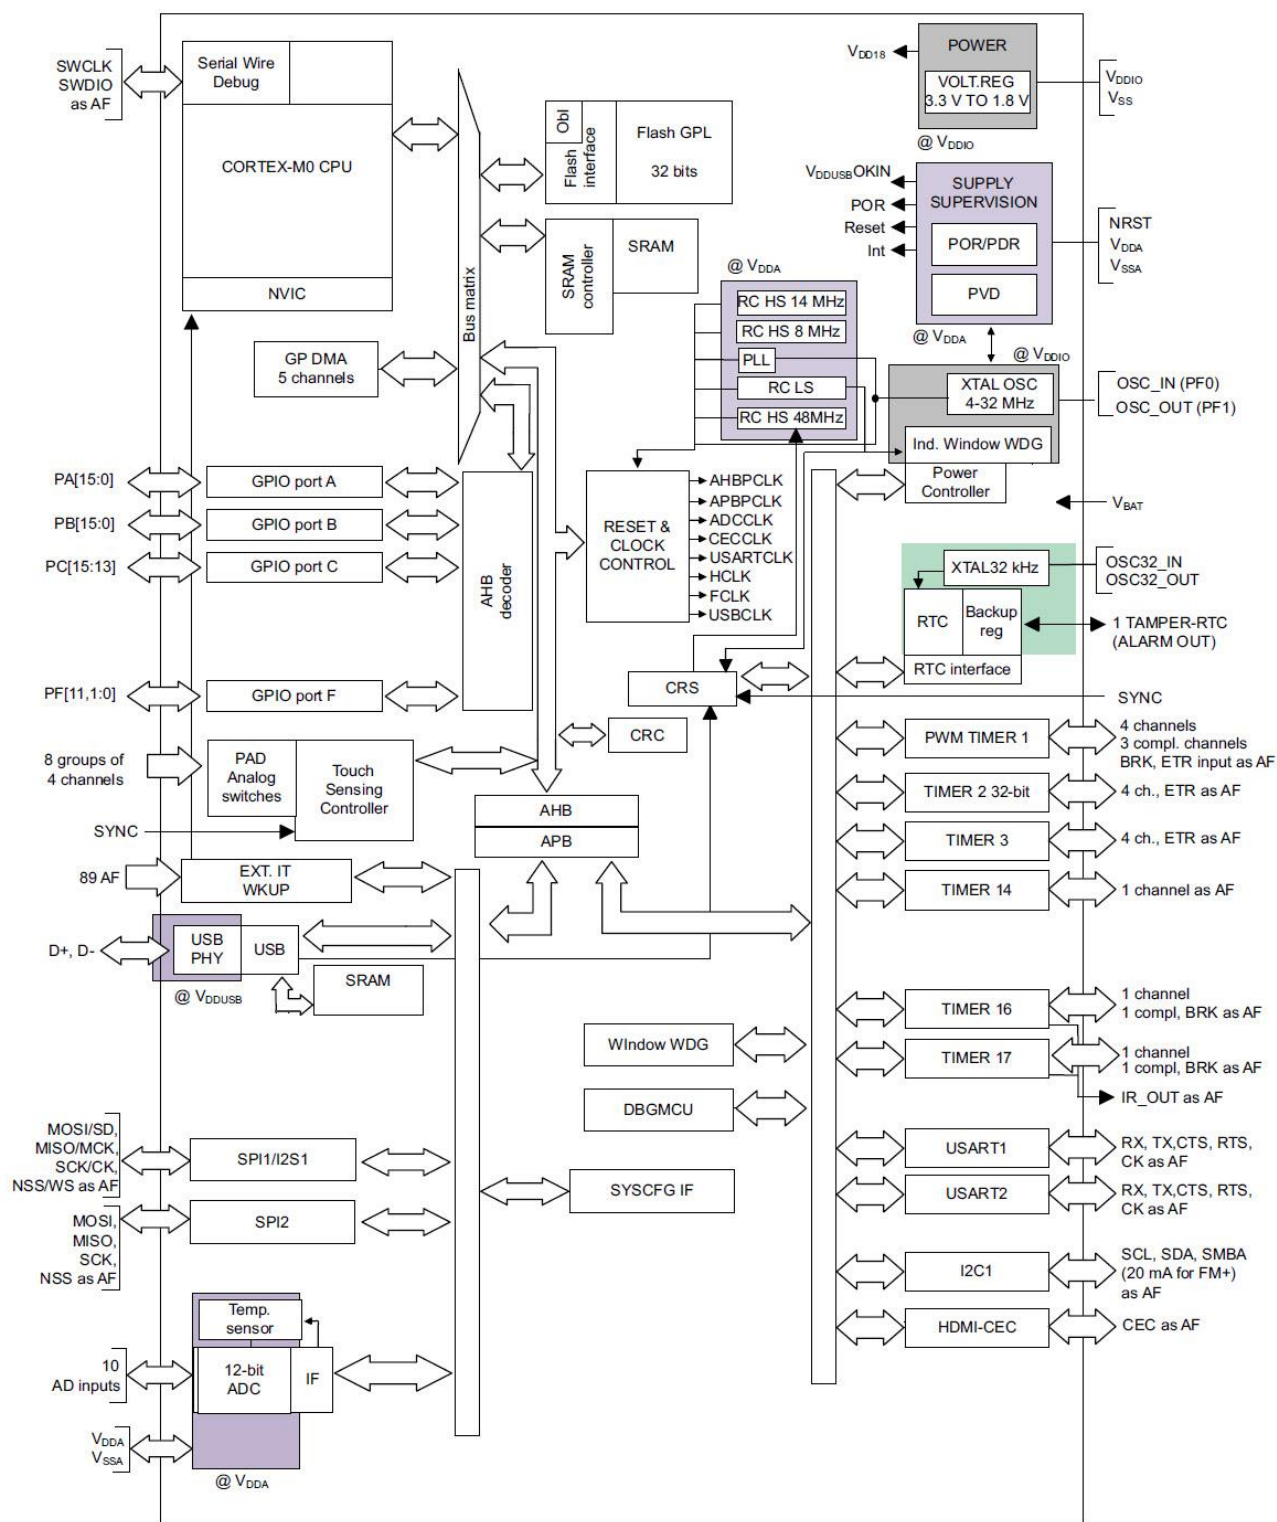 SWCLK
SWDIO
as AF
Serial Wire
Debug
CORTEX-M0 CPU
NVIC
Bus matrix
Obl
Flash
interface
Flash GPL
32 bits
SRAM
controller
SRAM
GP DMA
5 channels
VDD18
POWER
VOLT.REG
3.3 V TO 1.8 V
@ VDDIO
VDDIO
VSS
VDDUSBOKIN
POR
Reset
Int
SUPPLY
SUPERVISION
POR/PDR
PVD
@ VDDA
NRST
VDDA
VSSA
@ VDDA
RC HS 14 MHz
RC HS 8 MHz
PLL
RC LS
RC HS 48MHz
@ VDDIO
XTAL OSC
4-32 MHz
Ind. Window WDG
Power
Controller
OSC_IN (PF0)
OSC_OUT (PF1)
VBAT
PA[15:0]
GPIO port A
PB[15:0]
GPIO port B
PC[15:13]
GPIO port C
PF[11,1:0]
GPIO port F
AHB
decoder
RESET &
CLOCK
CONTROL
AHBPCLK
APBPCLK
ADCCLK
CECCLK
USARTCLK
HCLK
FCLK
USBCLK
XTAL32 kHz
RTC
Backup
reg
RTC interface
OSC32_IN
OSC32_OUT
1 TAMPER-RTC
(ALARM OUT)
CRS
SYNC
CRC
8 groups of
4 channels
PAD
Analog
switches
Touch
Sensing
Controller
SYNC
AHB
APB
PWM TIMER 1
4 channels
3 compl. channels
BRK, ETR input as AF
TIMER 2 32-bit
4 ch., ETR as AF
TIMER 3
4 ch., ETR as AF
TIMER 14
1 channel as AF
89 AF
EXT. IT
WKUP
D+, D-
USB
PHY
USB
@ VDDUSB
SRAM
TIMER 16
1 channel
1 compl, BRK as AF
TIMER 17
1 channel
1 compl, BRK as AF
IR_OUT as AF
WIndow WDG
DBGMCU
MOSI/SD,
MISO/MCK,
SCK/CK,
NSS/WS as AF
SPI1/I2S1
MOSI,
MISO,
SCK,
NSS as AF
SPI2
SYSCFG IF
USART1
RX, TX,CTS, RTS,
CK as AF
USART2
RX, TX,CTS, RTS,
CK as AF
I2C1
SCL, SDA, SMBA
(20 mA for FM+)
as AF
HDMI-CEC
CEC as AF
Temp.
sensor
10
AD inputs
12-bit
ADC
IF
VDDA
VSSA
@ VDDA